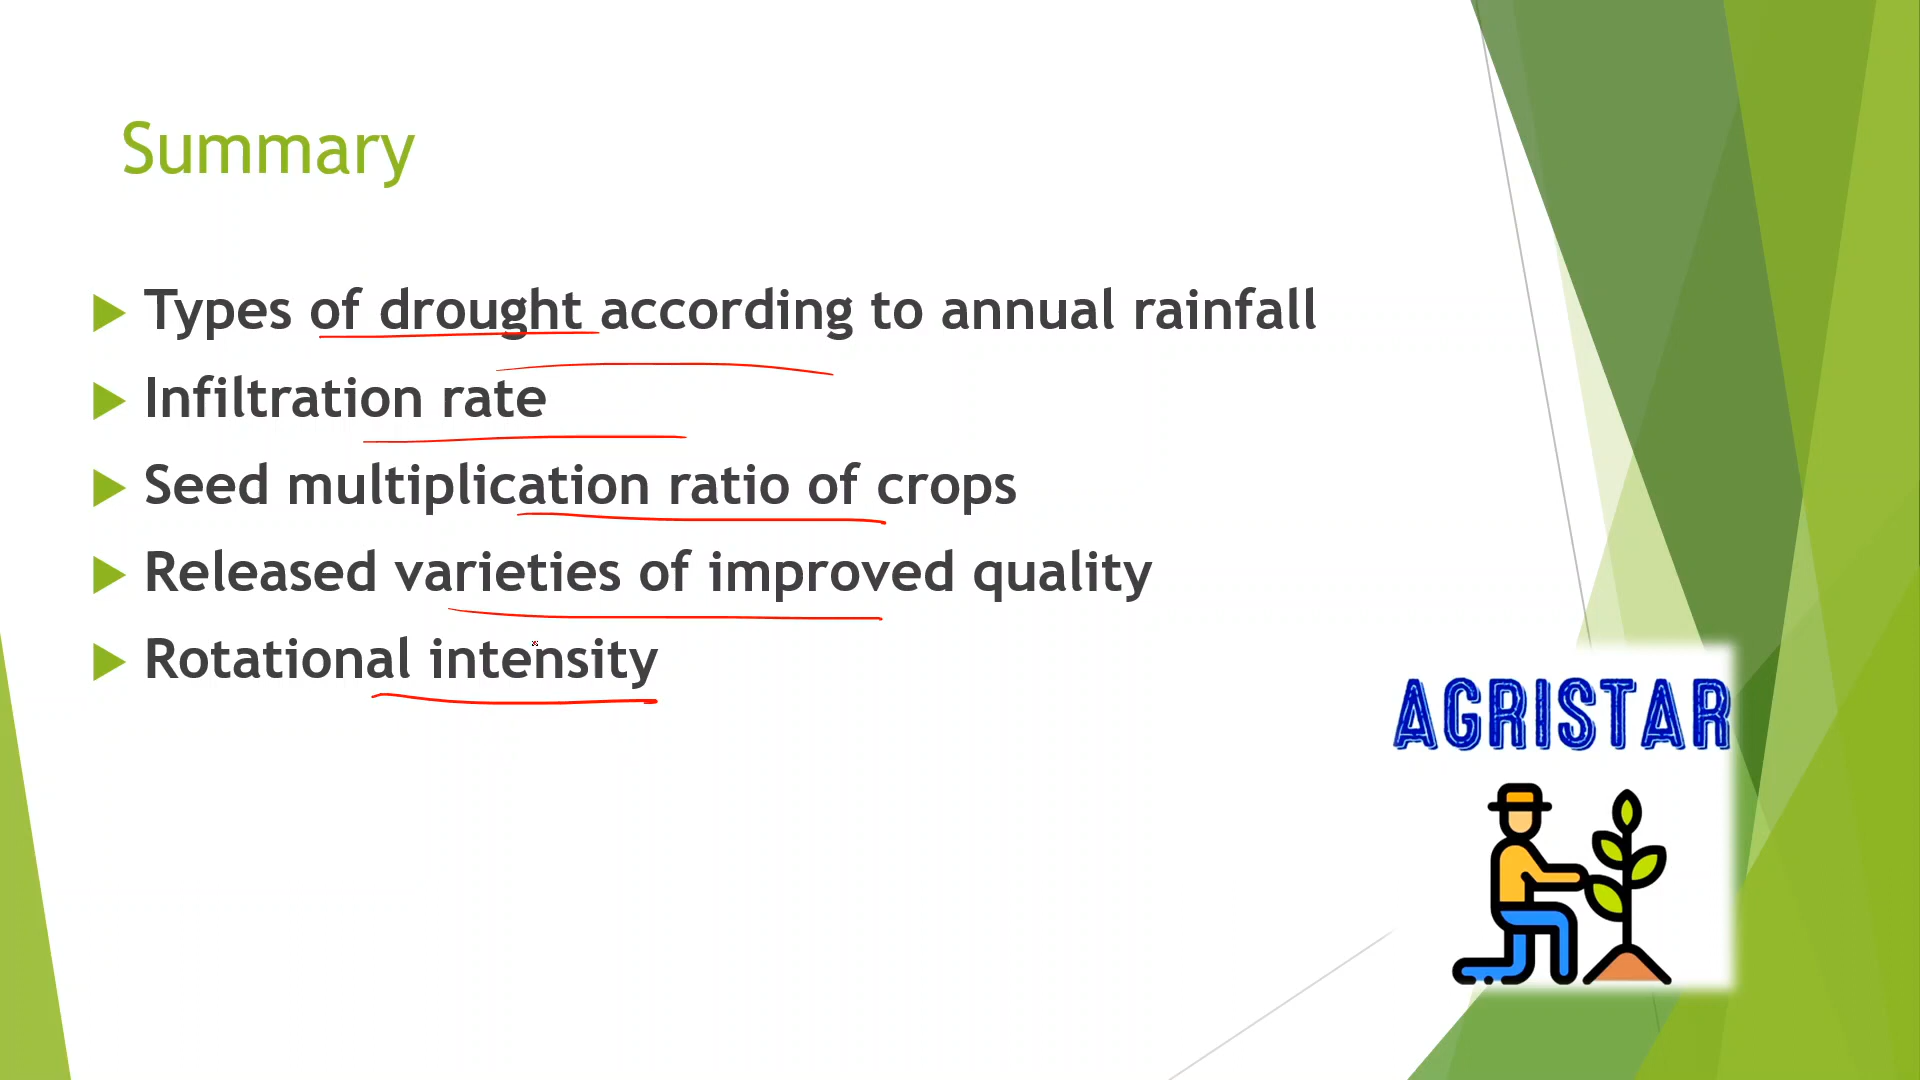 Summary
Types of drought according to annual rainfall
Infiltration rate
Seed multiplication ratio of crops
Released varieties of improved quality
Rotational intensity
AGRISTAR